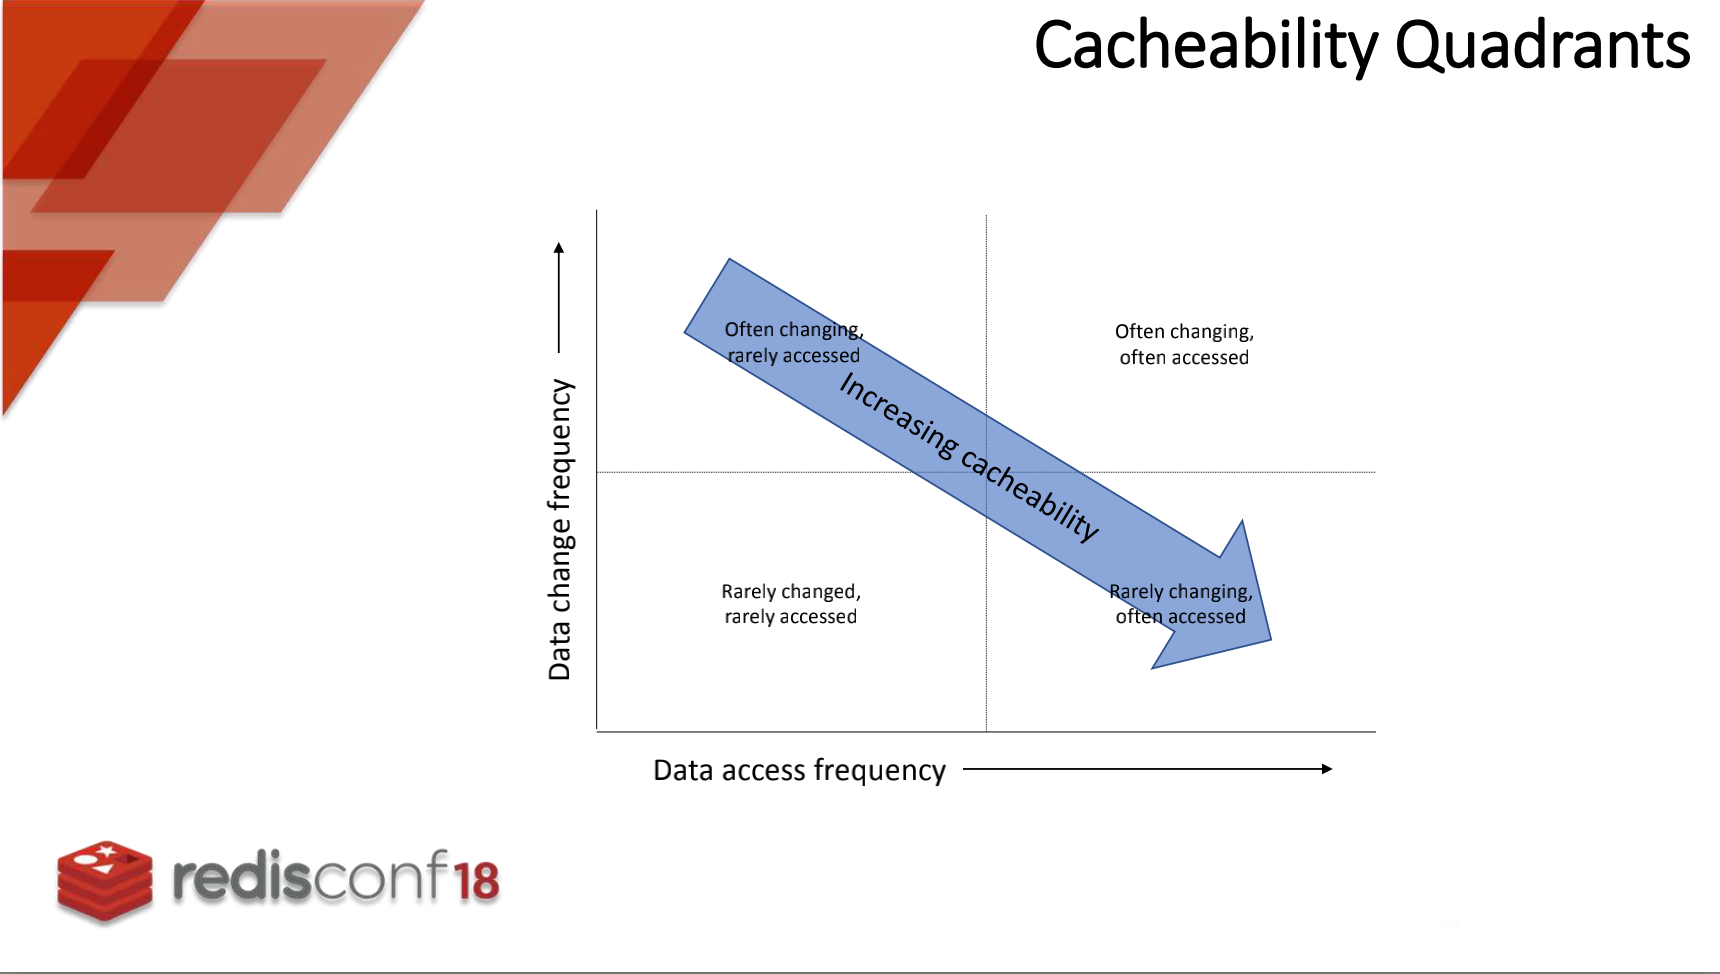 Cacheability Quadrants
Often changing,
rarely accessed
Often changing,
often accessed
Increasing cacheability
Data change frequency
Rarely changed,
rarely accessed
Rarely changing,
often accessed
Data access frequency
redisconf18